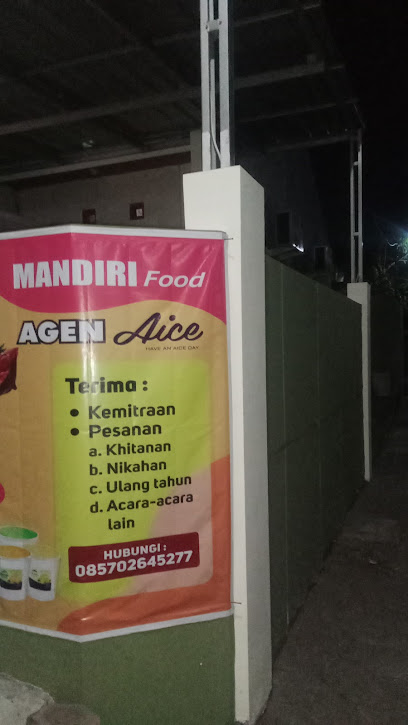 MANDIRI Food
AGEN Aice
HAVE AN AICE DAY
Terima :
• Kemitraan
• Pesanan
a. Khitanan
b. Nikahan
c. Ulang tahun
d. Acara-acara
lain
HUBUNGI :
085702645277